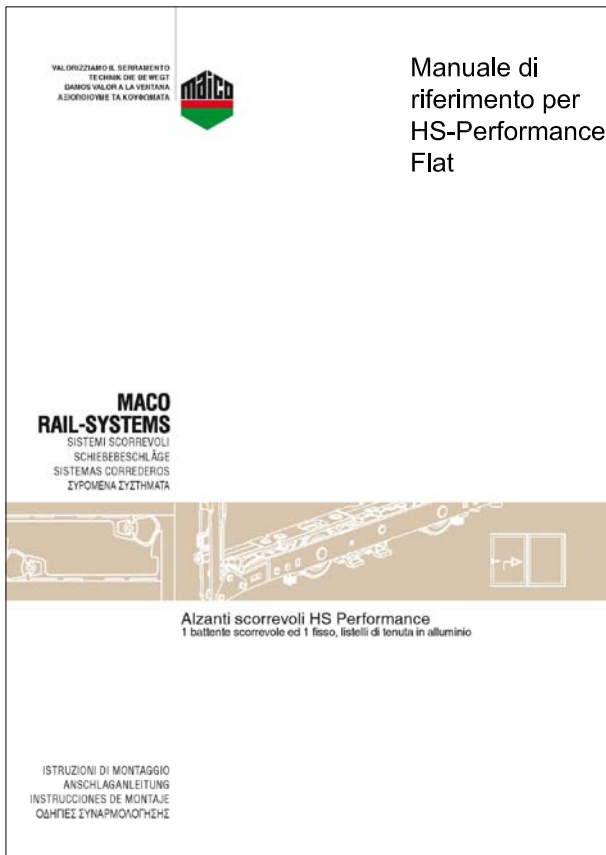 VALORIZZIAMO IL SERRAMENTO
TECHNIK DIE BEWEGT
DAMOS VALOR A LA VENTANA
ΑΞΙΟΠΟΙΟΥΜΕ ΤΑ ΚΟΥΦΩΜΑΤΑ
maico
Manuale di
riferimento per
HS-Performance
Flat
MACO
RAIL-SYSTEMS
SISTEMI SCORREVOLI
SCHIEBEBESCHLÄGE
SISTEMAS CORREDEROS
ΣΥΡΟΜΕΝΑ ΣΥΣΤΗΜΑΤΑ
Alzanti scorrevoli HS Performance
1 battente scorrevole ed 1 fisso, listelli di tenuta in alluminio
ISTRUZIONI DI MONTAGGIO
ANSCHLAGANLEITUNG
INSTRUCCIONES DE MONTAJE
ΟΔΗΓΙΕΣ ΣΥΝΑΡΜΟΛΟΓΗΣΗΣ